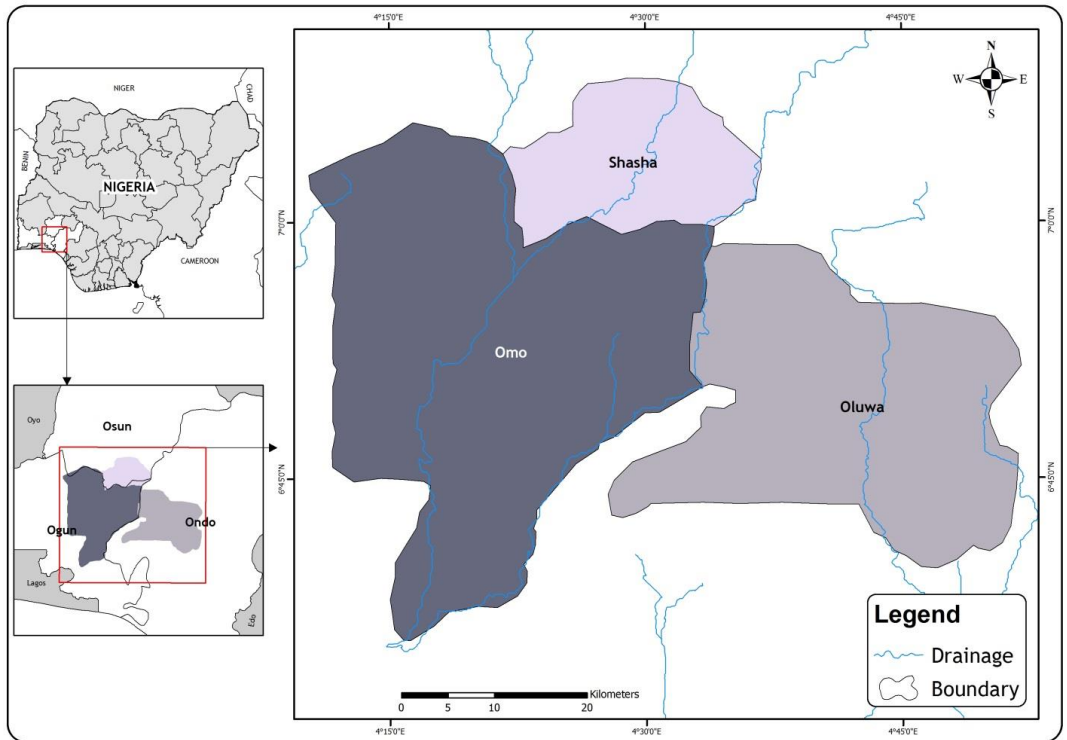 NIGER
CHAD
BENIN
NIGERIA
CAMEROON
Oyo
Osun
Ogun
Ondo
Lagos
Edo
4°15'0"E
4°30'0"E
4°45'0"E
N
W
E
S
7°0'0"N
7°0'0"N
6°45'0"N
6°45'0"N
Shasha
Omo
Oluwa
Legend
Drainage
Boundary
Kilometers
0 5 10 20
4°15'0"E
4°30'0"E
4°45'0"E